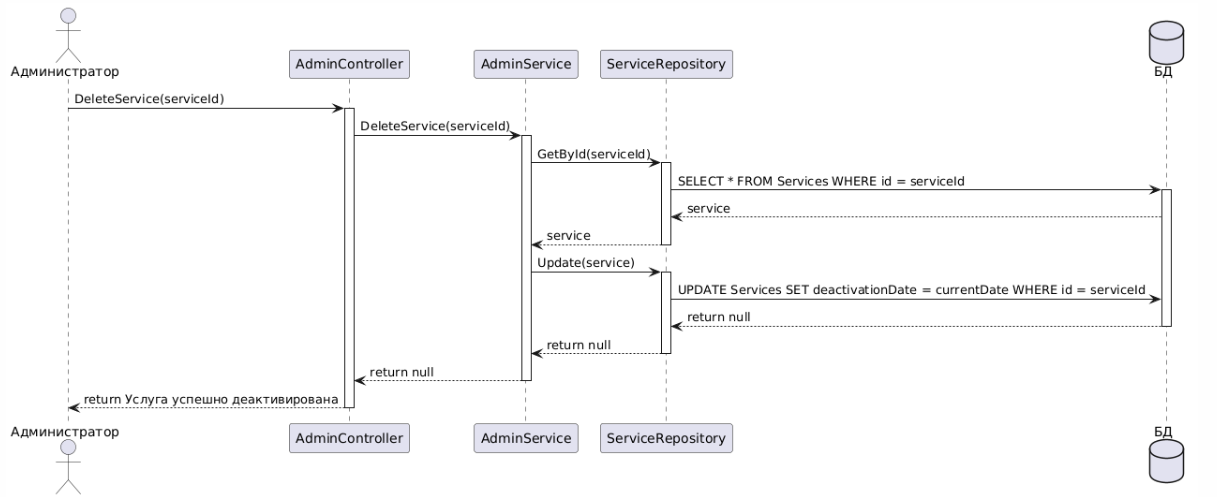 Администратор
AdminController
AdminService
ServiceRepository
БД
DeleteService(serviceId)
DeleteService(serviceId)
GetById(serviceId)
SELECT * FROM Services WHERE id = serviceId
service
service
Update(service)
UPDATE Services SET deactivationDate = currentDate WHERE id = serviceId
return null
return null
return null
return Услуга успешно деактивирована
Администратор
AdminController
AdminService
ServiceRepository
БД